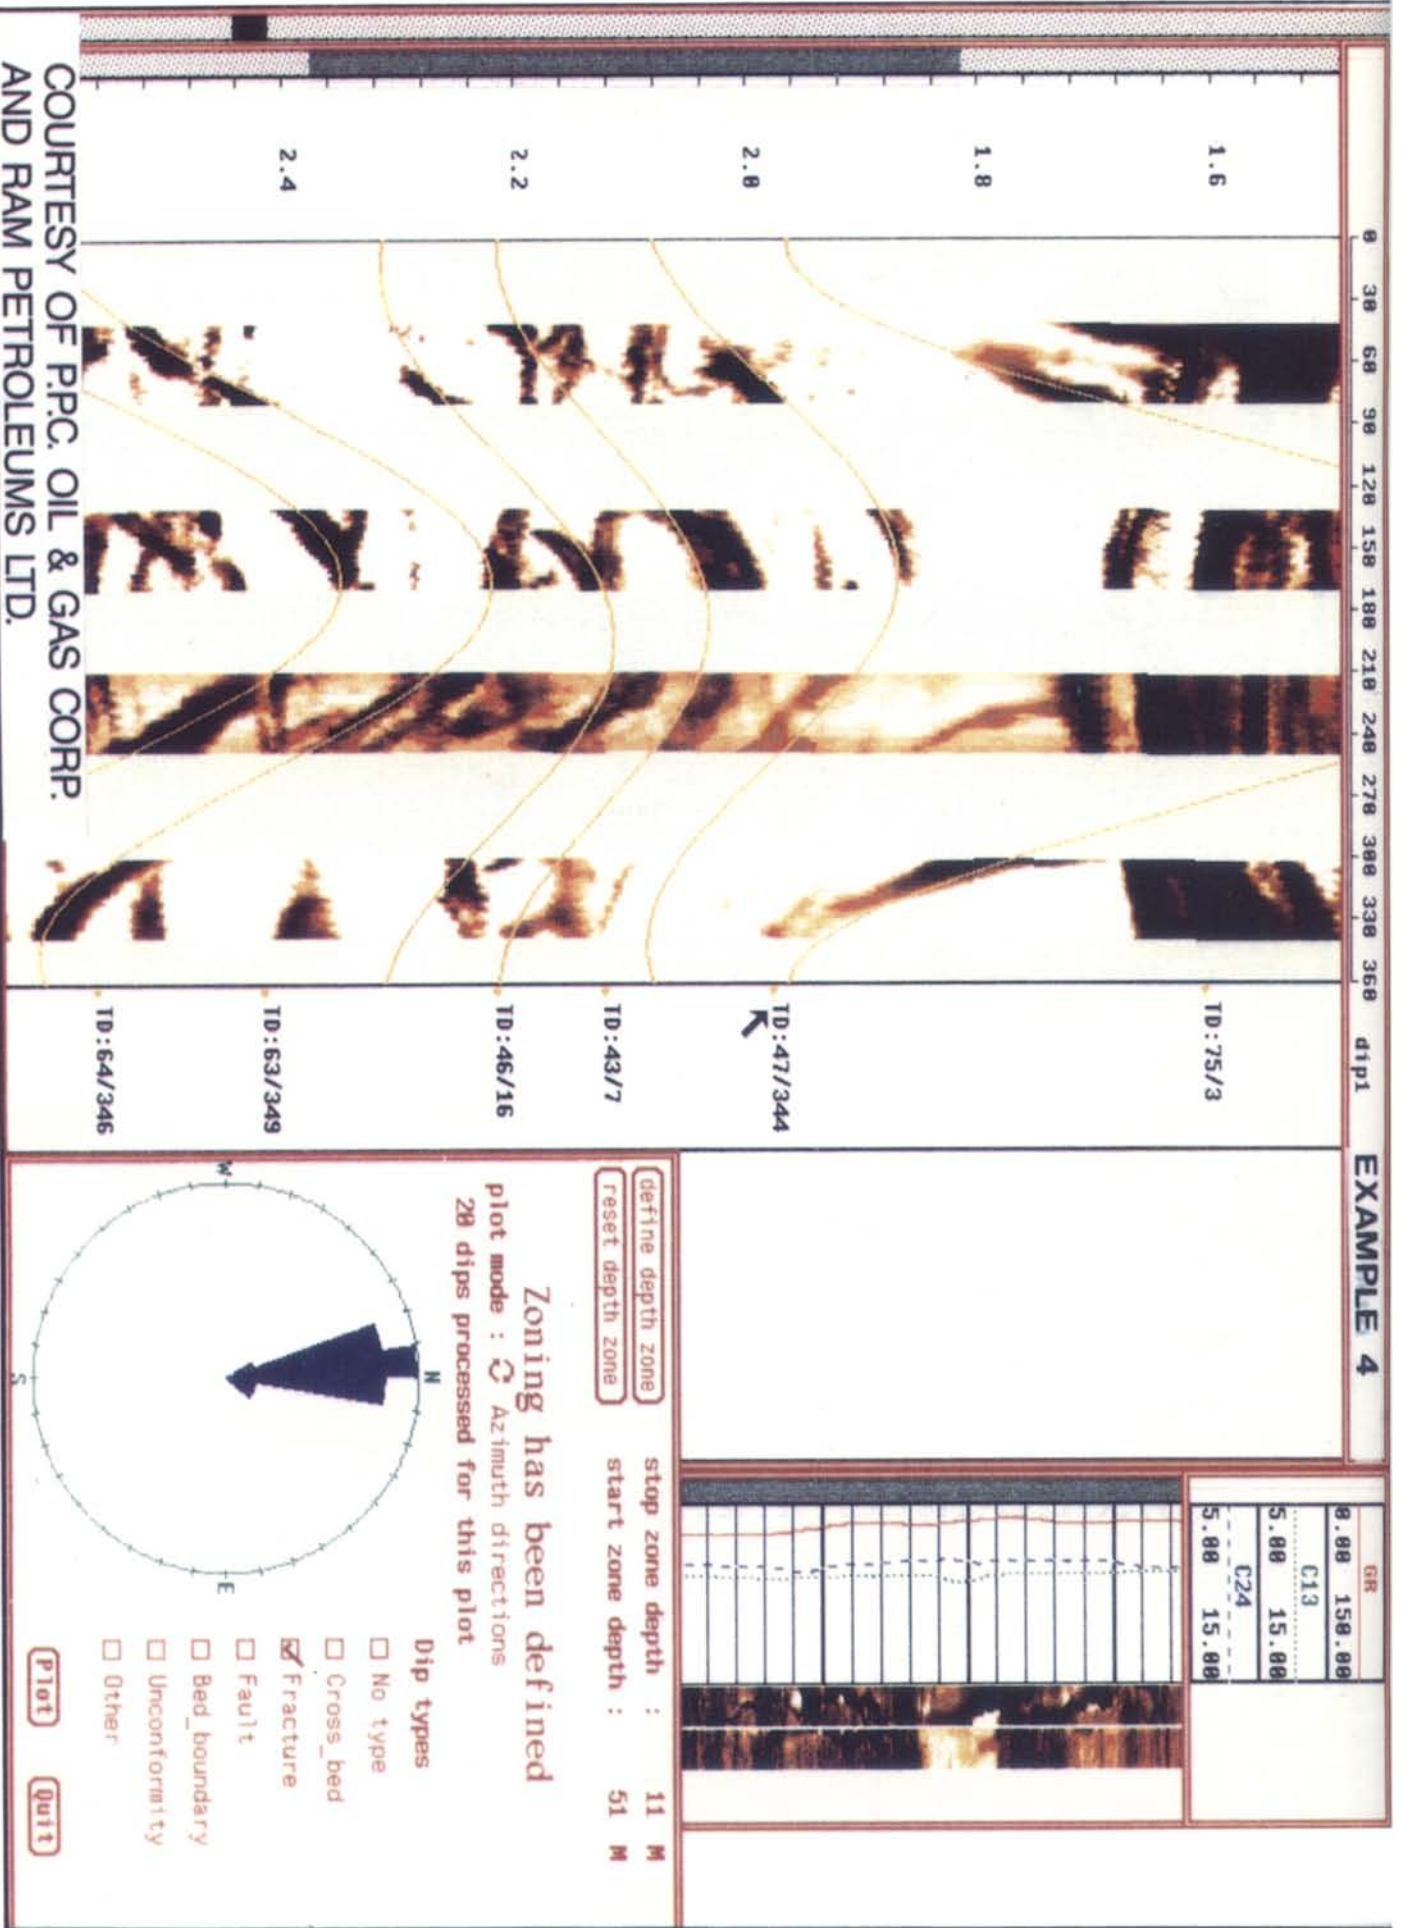 EXAMPLE 4
0 30 60 90 120 150 180 210 240 270 300 330 360 dip1
1.6
1.8
2.0
2.2
2.4
TD:75/3
TD:47/344
TD:43/7
TD:46/16
TD:63/349
TD:64/346
GR
0.00 150.00
C13
5.00 15.00
C24
5.00 15.00
define depth zone
stop zone depth : 11 M
reset depth zone
start zone depth : 51 M
Zoning has been defined
plot mode : Azimuth directions
20 dips processed for this plot
N
W
E
S
Dip types
No type
Cross_bed
Fracture
Fault
Bed_boundary
Unconformity
Other
Plot
Quit
COURTESY OF P.P.C. OIL & GAS CORP.
AND RAM PETROLEUMS LTD.